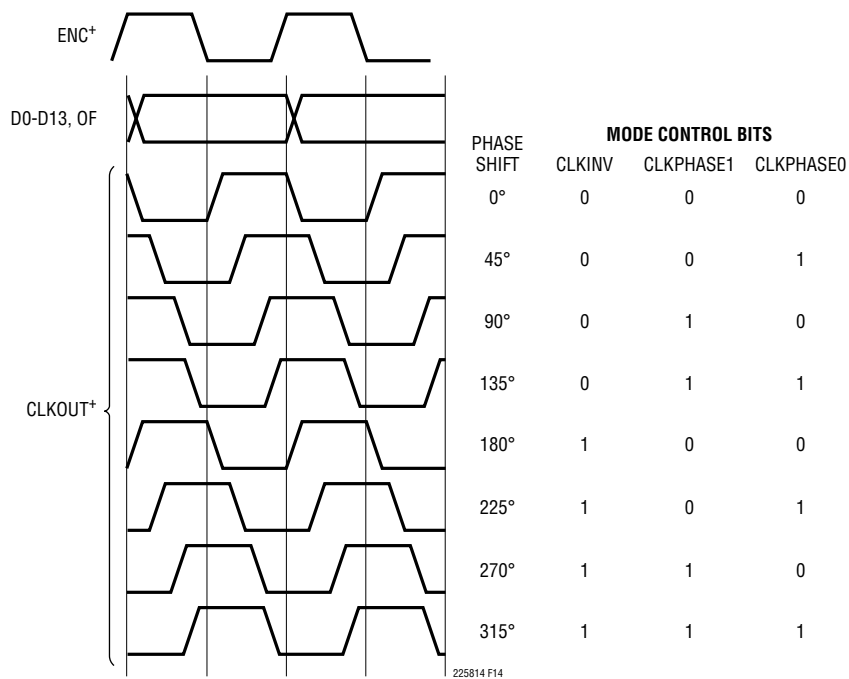 ENC+
D0-D13, OF
CLKOUT+
PHASE SHIFT
MODE CONTROL BITS
CLKINV CLKPHASE1 CLKPHASE0
0° 0 0 0
45° 0 0 1
90° 0 1 0
135° 0 1 1
180° 1 0 0
225° 1 0 1
270° 1 1 0
315° 1 1 1
225814 F14